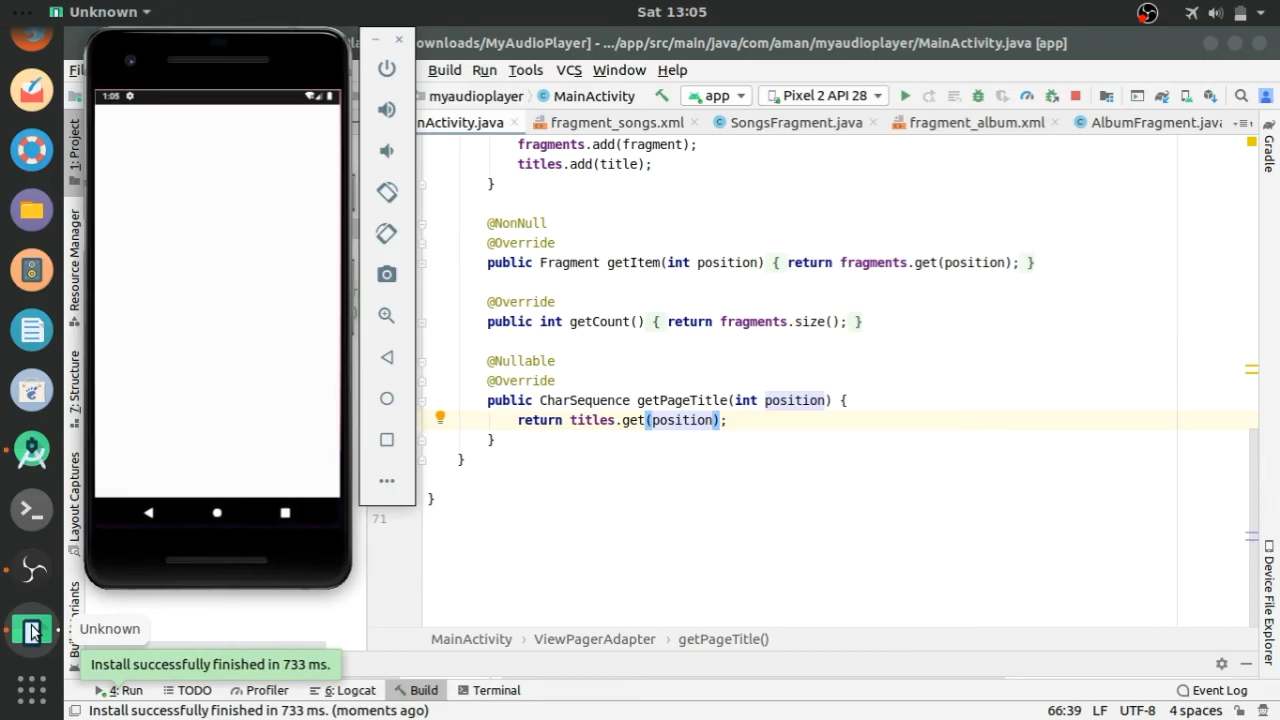 Unknown
Sat 13:05
ownloads/MyAudioPlayer] - .../app/src/main/java/com/aman/myaudioplayer/MainActivity.java [app]
Build Run Tools VCS Window Help
myaudioplayer MainActivity app Pixel 2 API 28
nActivity.java fragment_songs.xml SongsFragment.java fragment_album.xml AlbumFragment.java
1:05
1: Project
Resource Manager
7: Structure
Layout Captures
fragments.add(fragment);
titles.add(title);
}
@NonNull
@Override
public Fragment getItem(int position) { return fragments.get(position); }
@Override
public int getCount() { return fragments.size(); }
@Nullable
@Override
public CharSequence getPageTitle(int position) {
return titles.get(position);
}
}
}
71
Gradle
Device File Explorer
Unknown
MainActivity ViewPagerAdapter getPageTitle()
Install successfully finished in 733 ms.
4: Run TODO Profiler 6: Logcat Build Terminal Event Log
Install successfully finished in 733 ms. (moments ago) 66:39 LF UTF-8 4 spaces